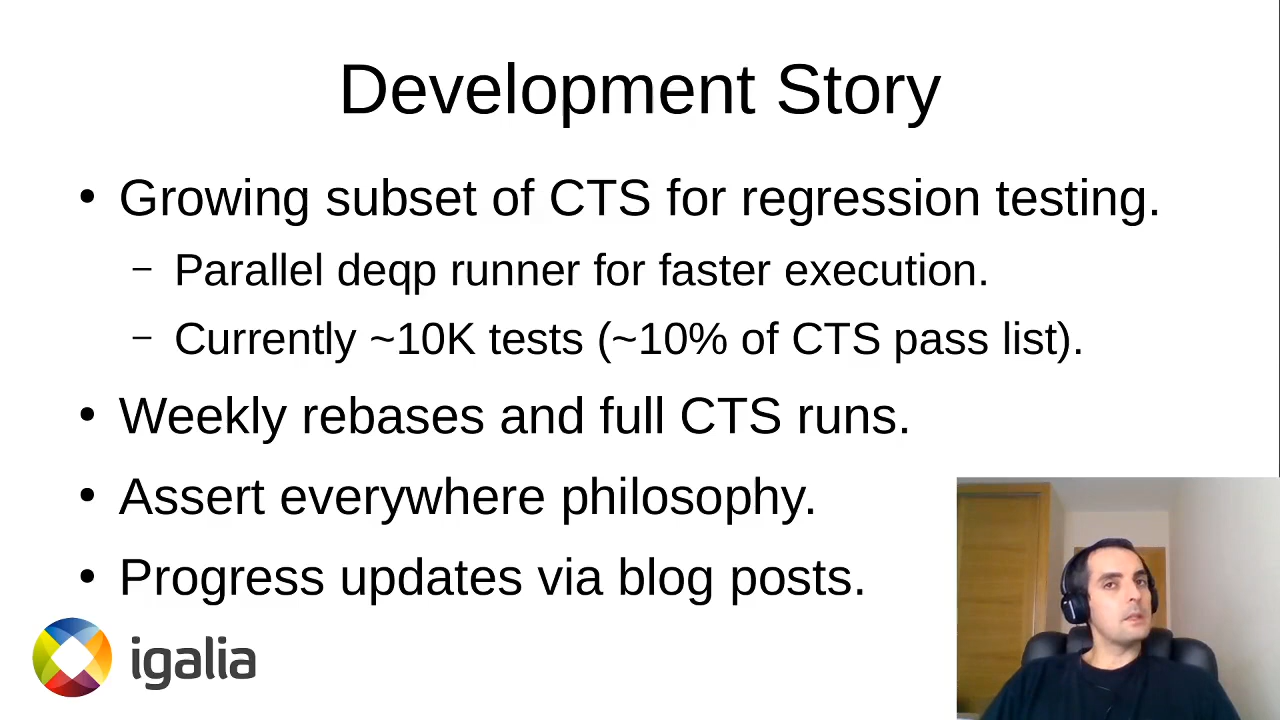 Development Story
• Growing subset of CTS for regression testing.
– Parallel deqp runner for faster execution.
– Currently ~10K tests (~10% of CTS pass list).
• Weekly rebases and full CTS runs.
• Assert everywhere philosophy.
• Progress updates via blog posts.
igalia